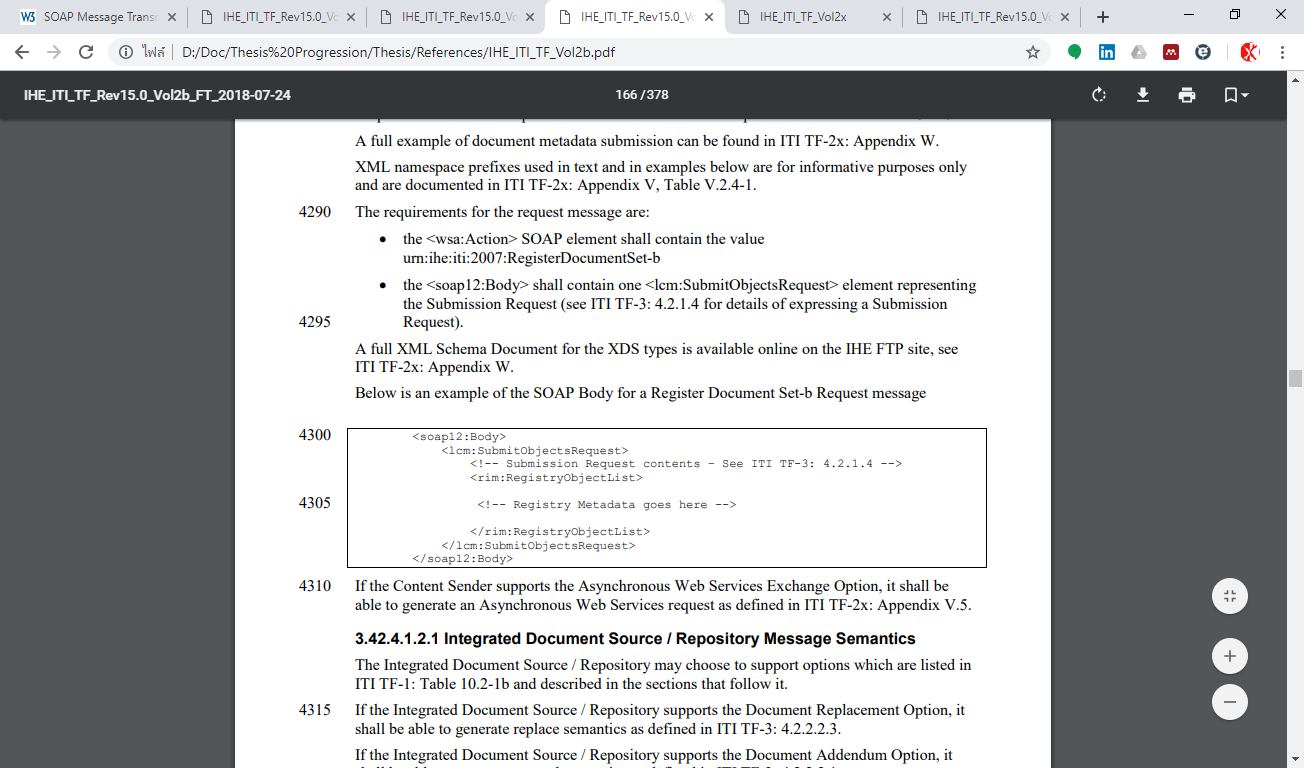 SOAP Message Transm
IHE_ITI_TF_Rev15.0_Vo
IHE_ITI_TF_Rev15.0_Vo
IHE_ITI_TF_Rev15.0_Vo
IHE_ITI_TF_Vol2x
IHE_ITI_TF_Rev15.0_Vo
ไฟล์ | D:/Doc/Thesis%20Progression/Thesis/References/IHE_ITI_TF_Vol2b.pdf
IHE_ITI_TF_Rev15.0_Vol2b_FT_2018-07-24
166 / 378
A full example of document metadata submission can be found in ITI TF-2x: Appendix W.
XML namespace prefixes used in text and in examples below are for informative purposes only
and are documented in ITI TF-2x: Appendix V, Table V.2.4-1.
4290 The requirements for the request message are:
• the <wsa:Action> SOAP element shall contain the value
urn:ihe:iti:2007:RegisterDocumentSet-b
• the <soap12:Body> shall contain one <lcm:SubmitObjectsRequest> element representing
the Submission Request (see ITI TF-3: 4.2.1.4 for details of expressing a Submission
4295 Request).
A full XML Schema Document for the XDS types is available online on the IHE FTP site, see
ITI TF-2x: Appendix W.
Below is an example of the SOAP Body for a Register Document Set-b Request message
4300 <soap12:Body>
<lcm:SubmitObjectsRequest>
<!-- Submission Request contents – See ITI TF-3: 4.2.1.4 -->
<rim:RegistryObjectList>
4305 <!-- Registry Metadata goes here -->
</rim:RegistryObjectList>
</lcm:SubmitObjectsRequest>
</soap12:Body>
4310 If the Content Sender supports the Asynchronous Web Services Exchange Option, it shall be
able to generate an Asynchronous Web Services request as defined in ITI TF-2x: Appendix V.5.
3.42.4.1.2.1 Integrated Document Source / Repository Message Semantics
The Integrated Document Source / Repository may choose to support options which are listed in
ITI TF-1: Table 10.2-1b and described in the sections that follow it.
4315 If the Integrated Document Source / Repository supports the Document Replacement Option, it
shall be able to generate replace semantics as defined in ITI TF-3: 4.2.2.2.3.
If the Integrated Document Source / Repository supports the Document Addendum Option, it